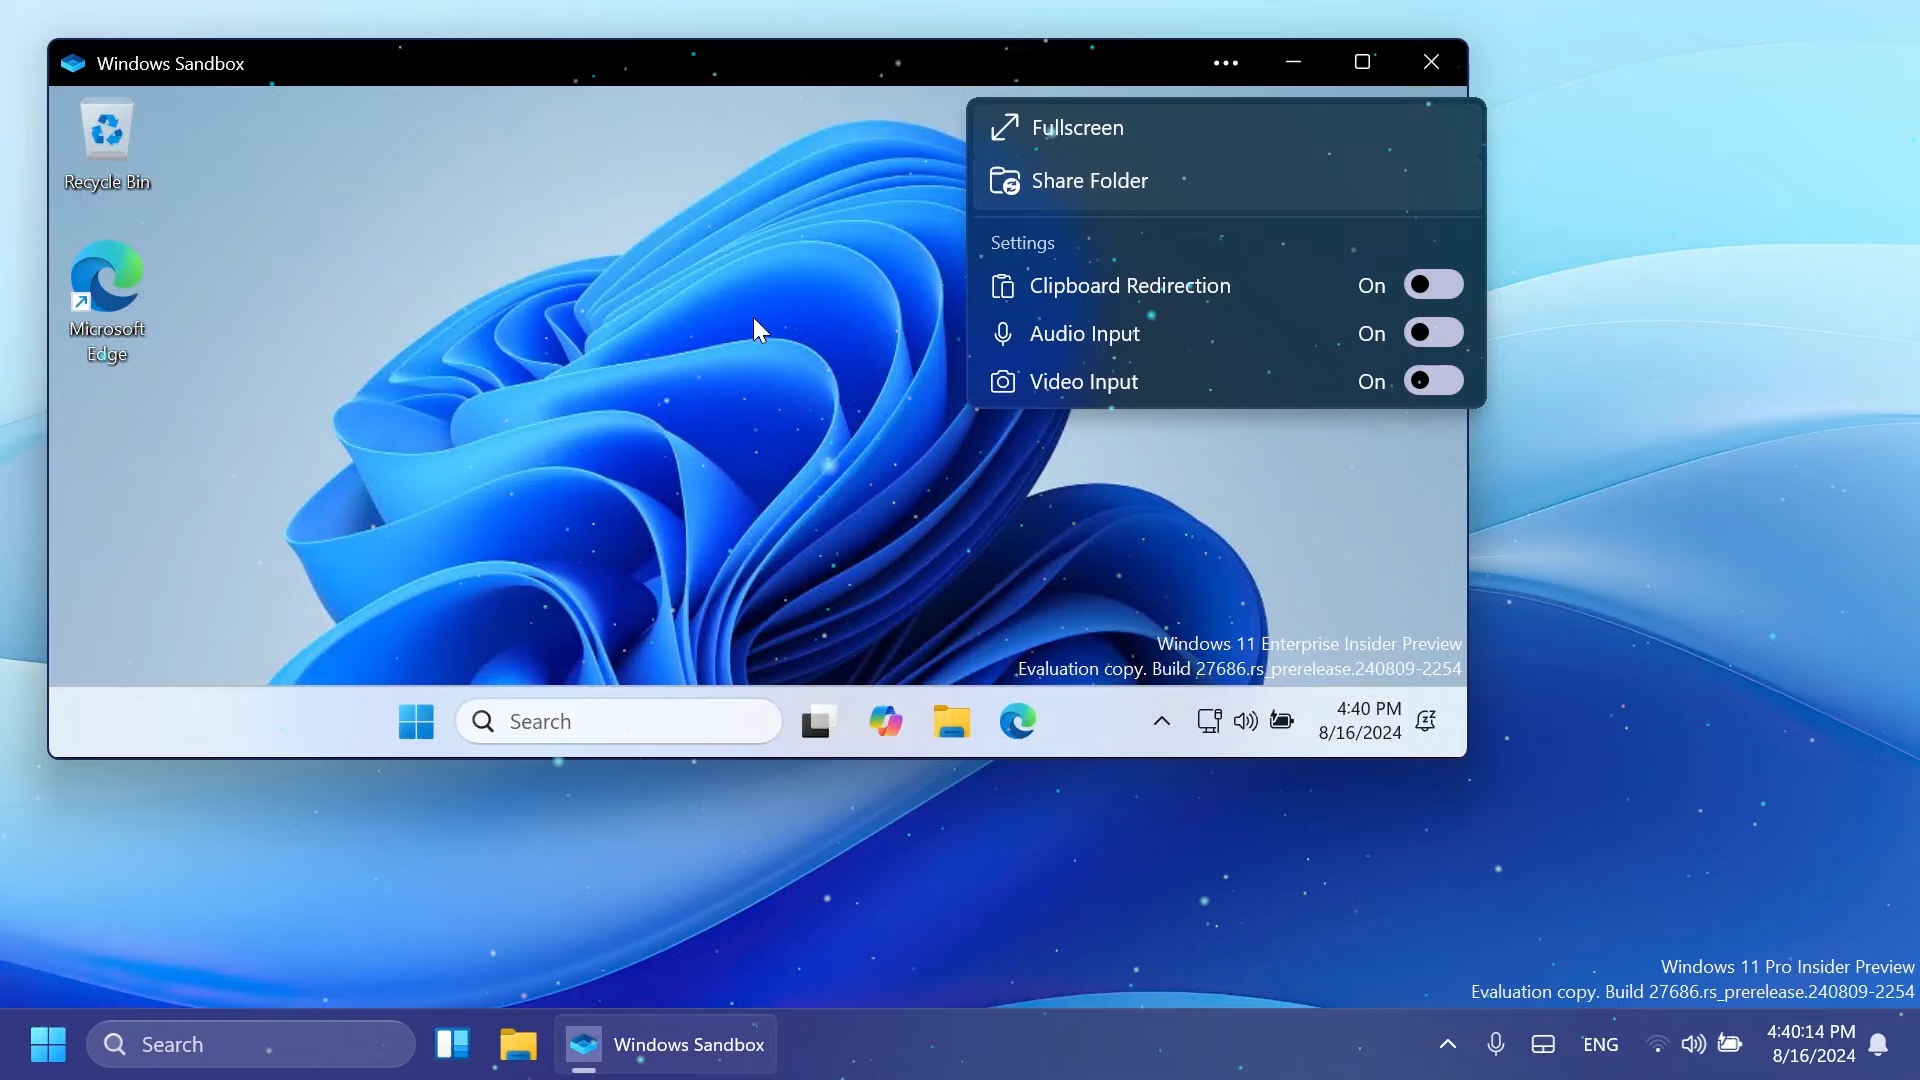 Windows Sandbox
Recycle Bin
Microsoft
Edge
Fullscreen
Share Folder
Settings
Clipboard Redirection On
Audio Input On
Video Input On
Windows 11 Enterprise Insider Preview
Evaluation copy. Build 27686.rs_prerelease.240809-2254
Search
4:40 PM
8/16/2024
Windows 11 Pro Insider Preview
Evaluation copy. Build 27686.rs_prerelease.240809-2254
Search
Windows Sandbox
ENG
4:40:14 PM
8/16/2024